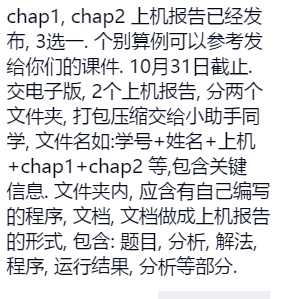 chap1, chap2 上机报告已经发
布, 3选一. 个别算例可以参考发
给你们的课件. 10月31日截止.
交电子版, 2个上机报告, 分两个
文件夹, 打包压缩交给小助手同
学, 文件名如:学号+姓名+上机
+chap1+chap2 等,包含关键
信息. 文件夹内, 应含有自己编写
的程序, 文档, 文档做成上机报告
的形式, 包含: 题目, 分析, 解法,
程序, 运行结果, 分析等部分.